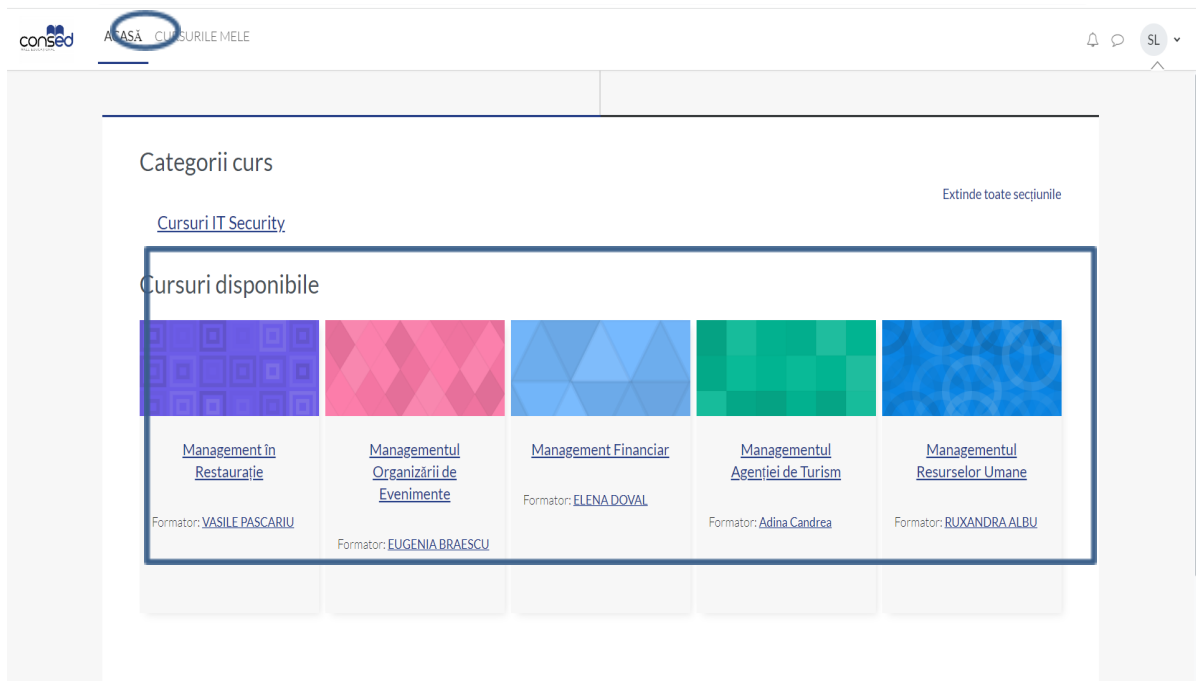 consed
ACASĂ CURSURILE MELE
SL
Categorii curs
Extinde toate secțiunile
Cursuri IT Security
Cursuri disponibile
Management în
Restaurație
Formator: VASILE PASCARIU
Managementul
Organizării de
Evenimente
Formator: EUGENIA BRAESCU
Management Financiar
Formator: ELENA DOVAL
Managementul
Agenției de Turism
Formator: Adina Candrea
Managementul
Resurselor Umane
Formator: RUXANDRA ALBU